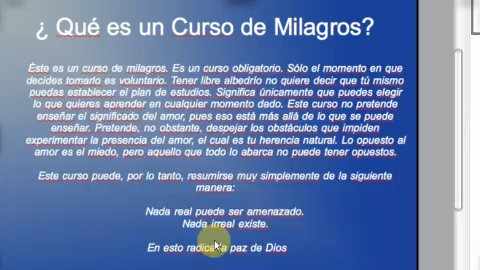 ¿ Qué es un Curso de Milagros?
Éste es un curso de milagros. Es un curso obligatorio. Sólo el momento en que
decides tomarlo es voluntario. Tener libre albedrío no quiere decir que tú mismo
puedas establecer el plan de estudios. Significa únicamente que puedes elegir
lo que quieres aprender en cualquier momento dado. Este curso no pretende
enseñar el significado del amor, pues eso está más allá de lo que se puede
enseñar. Pretende, no obstante, despejar los obstáculos que impiden
experimentar la presencia del amor, el cual es tu herencia natural. Lo opuesto al
amor es el miedo, pero aquello que todo lo abarca no puede tener opuestos.
Este curso puede, por lo tanto, resumirse muy simplemente de la siguiente
manera:
Nada real puede ser amenazado.
Nada irreal existe.
En esto radica la paz de Dios